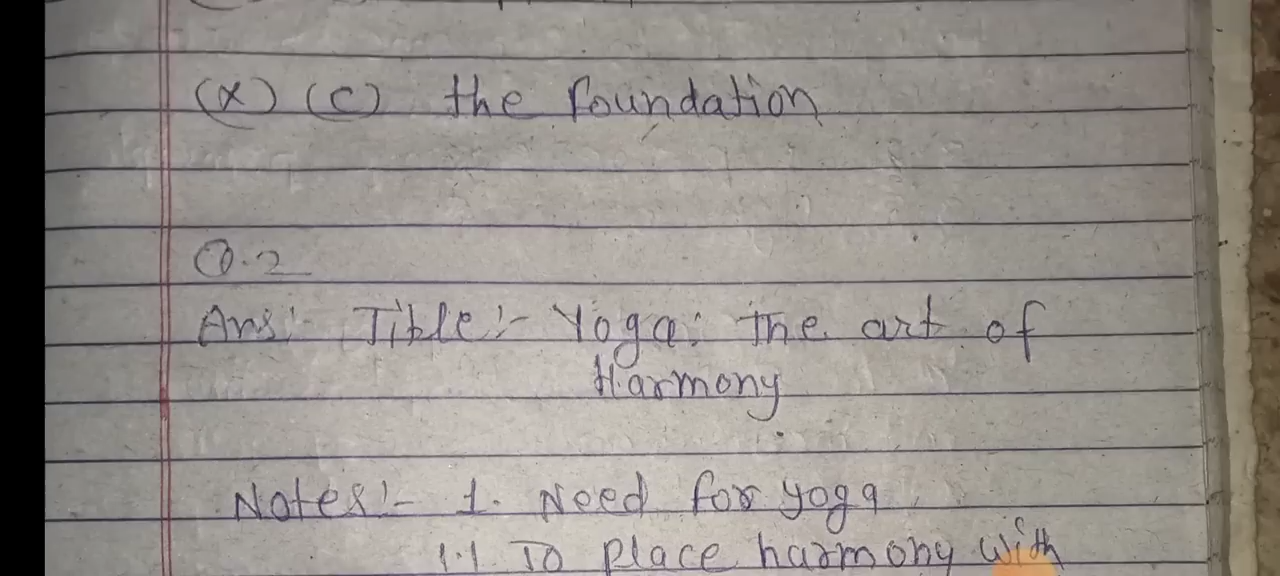 (x) (c) the foundation
Q.2
Ans:- Title:- Yoga: The art of
Harmony
Notes:- 1. Need for yoga
1.1 To place harmony with